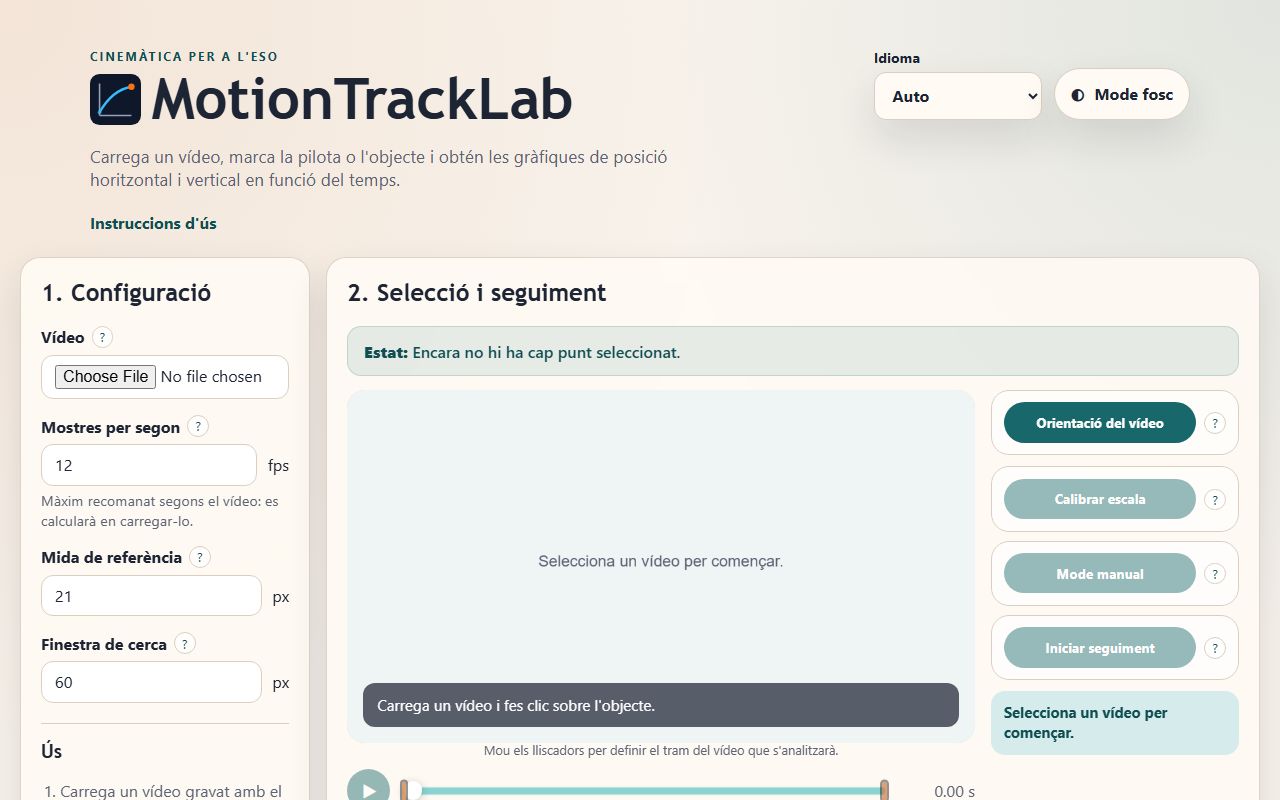 CINEMÀTICA PER A L'ESO
MotionTrackLab
Carrega un vídeo, marca la pilota o l'objecte i obtén les gràfiques de posició
horitzontal i vertical en funció del temps.
Instruccions d'ús
Idioma
Auto
Mode fosc
1. Configuració
Vídeo ?
Choose File No file chosen
Mostres per segon ?
12 fps
Màxim recomanat segons el vídeo: es
calcularà en carregar-lo.
Mida de referència ?
21 px
Finestra de cerca ?
60 px
Ús
1. Carrega un vídeo gravat amb el
2. Selecció i seguiment
Estat: Encara no hi ha cap punt seleccionat.
Selecciona un vídeo per començar.
Carrega un vídeo i fes clic sobre l'objecte.
Mou els lliscadors per definir el tram del vídeo que s'analitzarà.
0.00 s
Orientació del vídeo ?
Calibrar escala ?
Mode manual ?
Iniciar seguiment ?
Selecciona un vídeo per
començar.